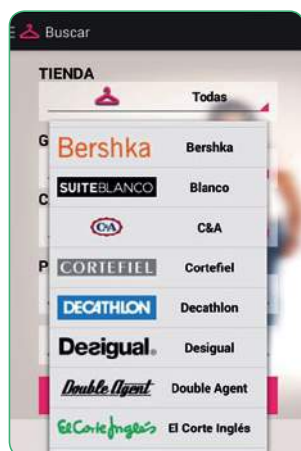 Buscar
TIENDA
Todas
G
Bershka Bershka
SUITEBLANCO Blanco
C&A C&A
C
CORTEFIEL Cortefiel
P
DECATHLON Decathlon
Desigual. Desigual
Double Agent Double Agent
El Corte Inglés El Corte Inglés